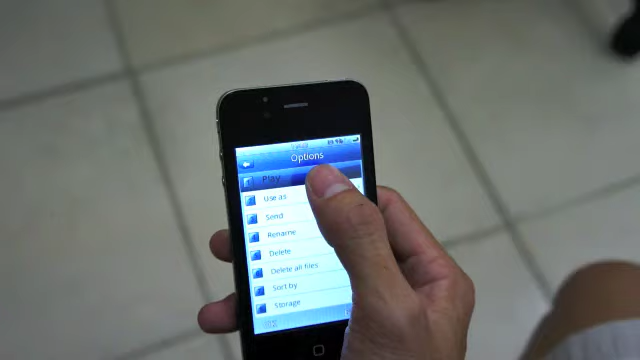 Options
Play
Use as
Send
Rename
Delete
Delete all files
Sort by
Storage